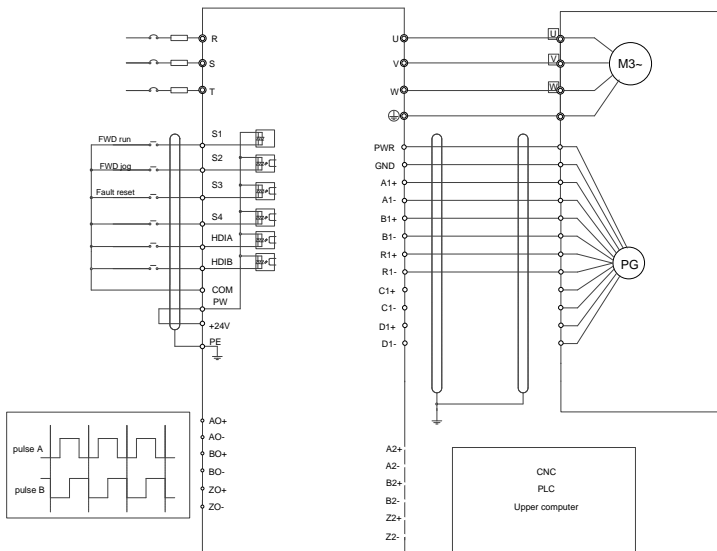 R
S
T
S1
FWD run
S2
FWD jog
S3
Fault reset
S4
HDIA
HDIB
COM
PW
+24V
PE
U
V
W
U
V
W
M3~
PWR
GND
A1+
A1-
B1+
B1-
R1+
R1-
C1+
C1-
D1+
D1-
PG
pulse A
pulse B
AO+
AO-
BO+
BO-
ZO+
ZO-
A2+
A2-
B2+
B2-
Z2+
Z2-
CNC
PLC
Upper computer